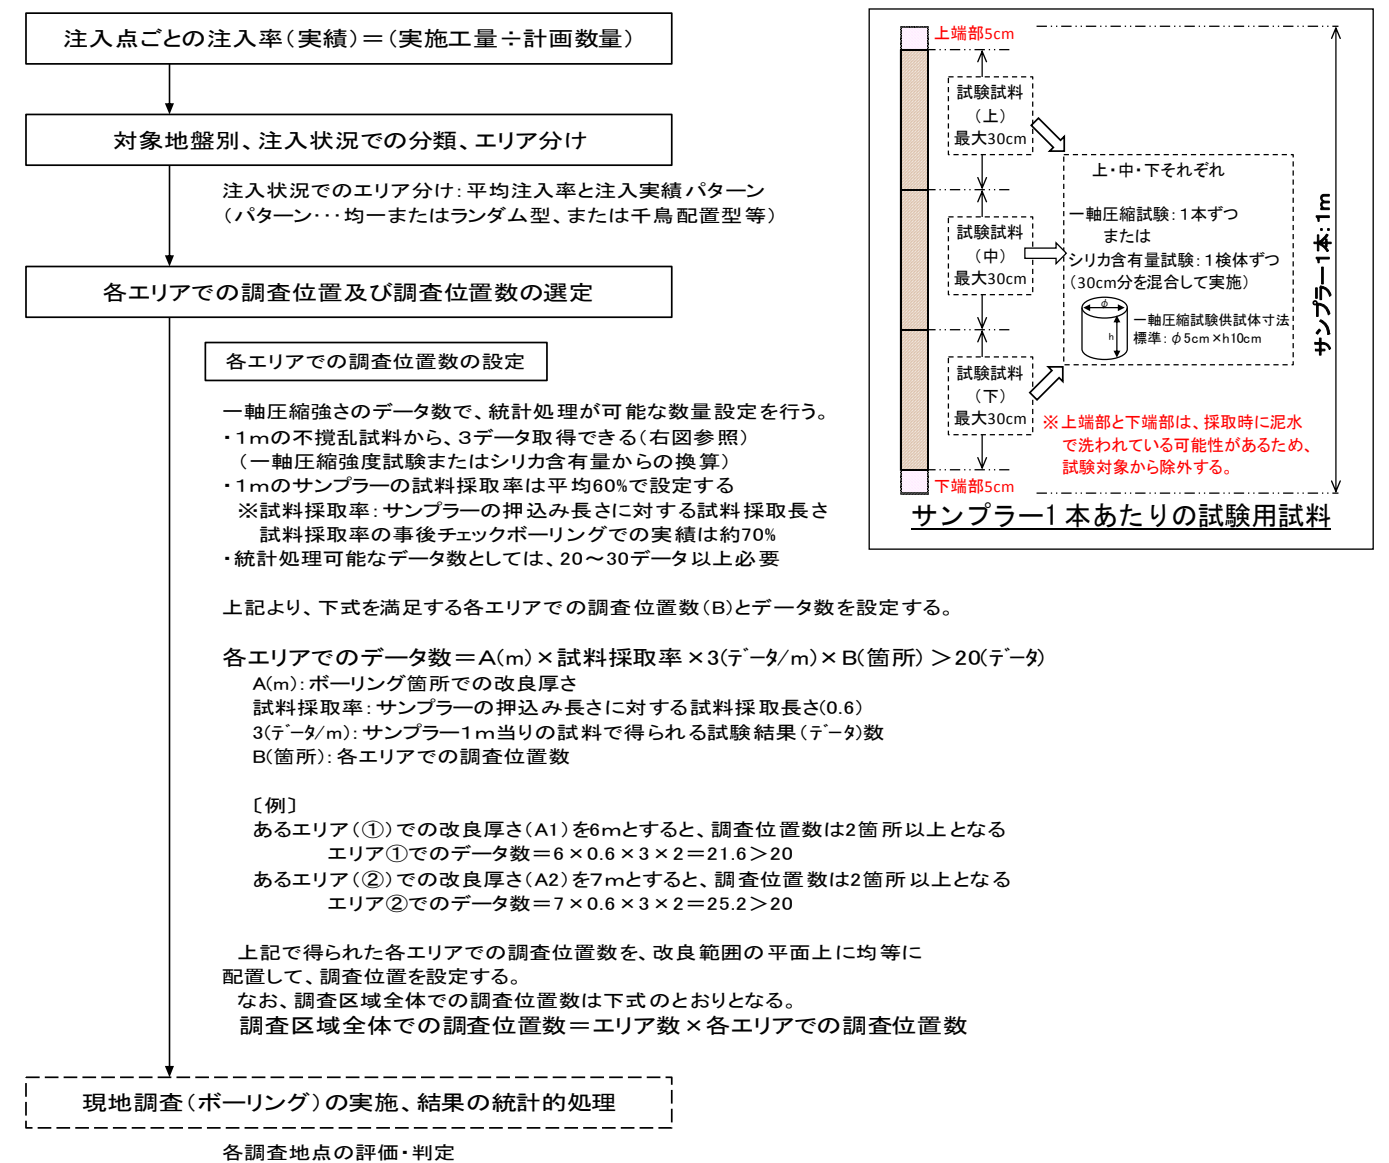 注入点ごとの注入率（実績）＝（実施工量÷計画数量）
対象地盤別、注入状況での分類、エリア分け
注入状況でのエリア分け：平均注入率と注入実績パターン
（パターン・・・均一またはランダム型、または千鳥配置型等）
各エリアでの調査位置及び調査位置数の選定
各エリアでの調査位置数の設定
一軸圧縮強さのデータ数で、統計処理が可能な数量設定を行う。
・1ｍの不撹乱試料から、3データ取得できる（右図参照）
（一軸圧縮強度試験またはシリカ含有量からの換算）
・1ｍのサンプラーの試料採取率は平均60%で設定する
※試料採取率：サンプラーの押込み長さに対する試料採取長さ
試料採取率の事後チェックボーリングでの実績は約70%
・統計処理可能なデータ数としては、20～30データ以上必要
上記より、下式を満足する各エリアでの調査位置数（B）とデータ数を設定する。
各エリアでのデータ数＝A(m)×試料採取率×3(ﾃﾞｰﾀ/m)×B(箇所)＞20(ﾃﾞｰﾀ)
A(m)：ボーリング箇所での改良厚さ
試料採取率：サンプラーの押込み長さに対する試料採取長さ(0.6)
3(ﾃﾞｰﾀ/m)：サンプラー1ｍ当りの試料で得られる試験結果(ﾃﾞｰﾀ)数
B(箇所)：各エリアでの調査位置数
〔例〕
あるエリア（①）での改良厚さ（A1）を6ｍとすると、調査位置数は2箇所以上となる
エリア①でのデータ数＝6×0.6×3×2＝21.6＞20
あるエリア（②）での改良厚さ（A2）を7ｍとすると、調査位置数は2箇所以上となる
エリア②でのデータ数＝7×0.6×3×2＝25.2＞20
上記で得られた各エリアでの調査位置数を、改良範囲の平面上に均等に
配置して、調査位置を設定する。
なお、調査区域全体での調査位置数は下式のとおりとなる。
調査区域全体での調査位置数＝エリア数×各エリアでの調査位置数
現地調査（ボーリング）の実施、結果の統計的処理
各調査地点の評価・判定
上端部5cm
試験試料
（上）
最大30cm
試験試料
（中）
最大30cm
試験試料
（下）
最大30cm
下端部5cm
上・中・下それぞれ
一軸圧縮試験：1本ずつ
または
シリカ含有量試験：1検体ずつ
（30cm分を混合して実施）
φ
h
一軸圧縮試験供試体寸法
標準：φ5cm×h10cm
※上端部と下端部は、採取時に泥水
で洗われている可能性があるため、
試験対象から除外する。
サンプラー1本：1m
サンプラー1本あたりの試験用試料